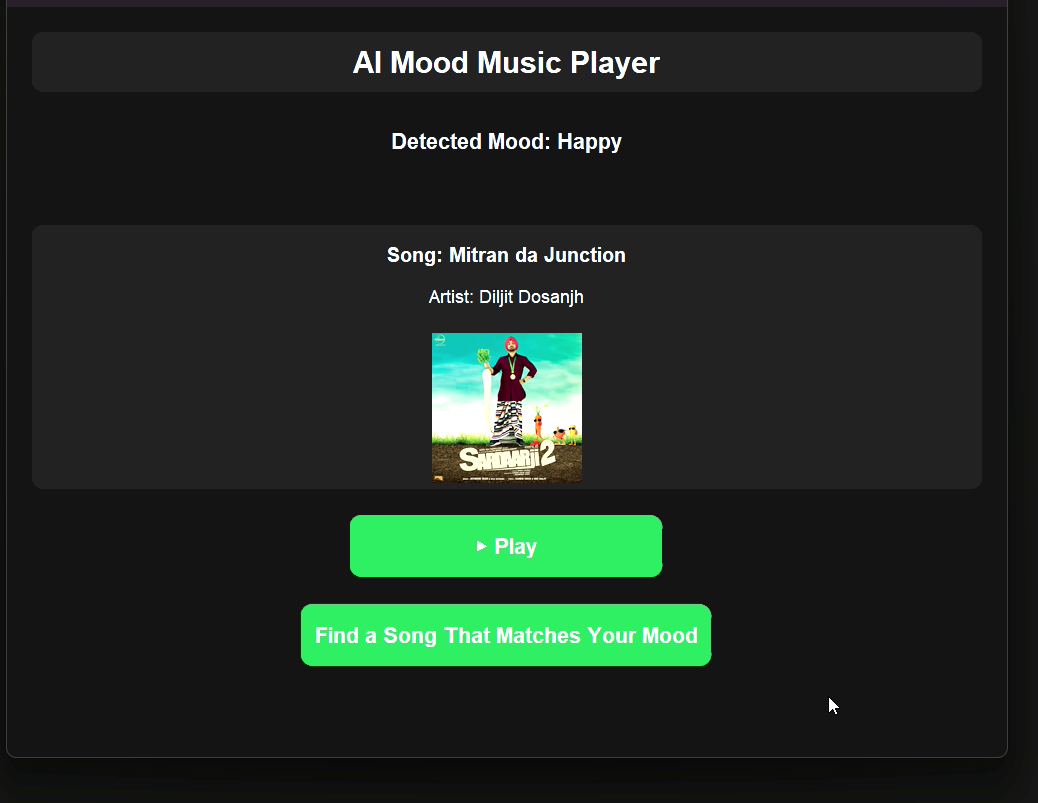 AI Mood Music Player
Detected Mood: Happy
Song: Mitran da Junction
Artist: Diljit Dosanjh
SARDAARJI 2
Play
Find a Song That Matches Your Mood